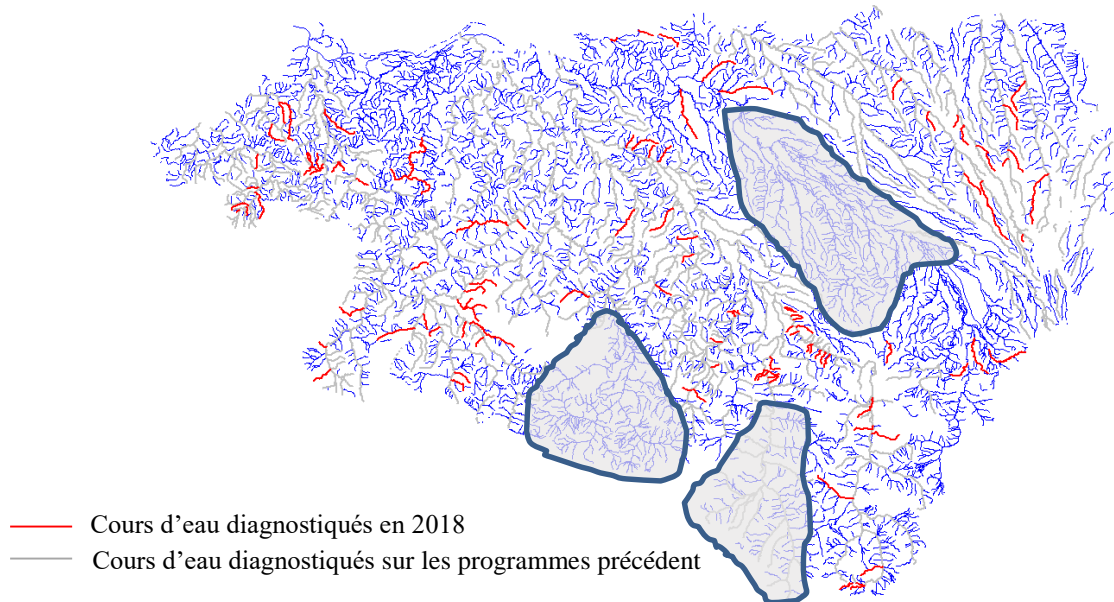 Cours d’eau diagnostiqués en 2018
Cours d’eau diagnostiqués sur les programmes précédent